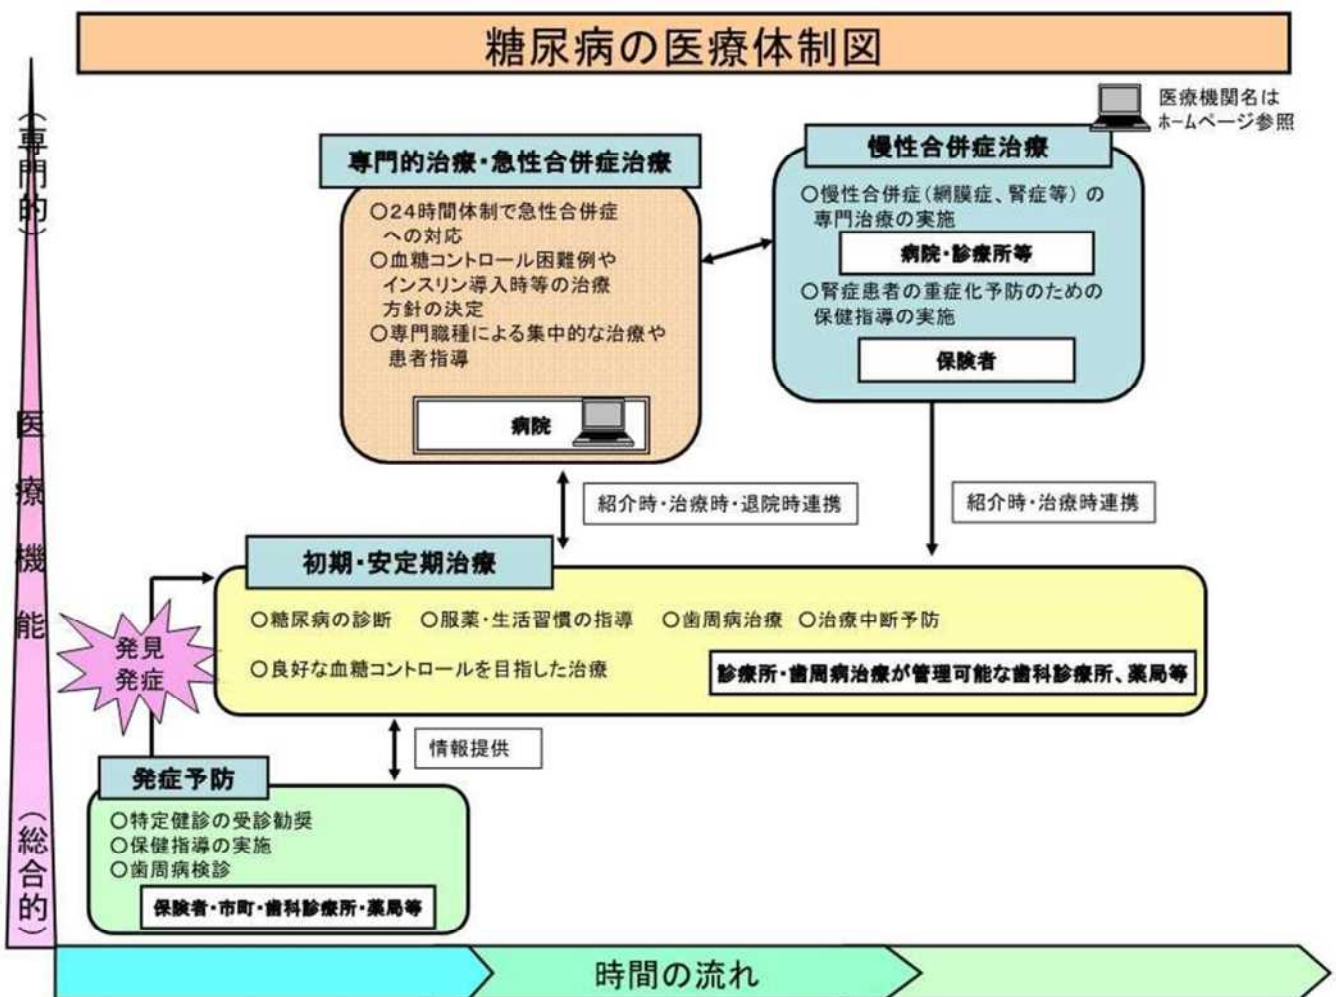 糖尿病の医療体制図
医療機関名は
ホームページ参照
(専門的)
医療機能
(総合的)
専門的治療・急性合併症治療
○24時間体制で急性合併症
への対応
○血糖コントロール困難例や
インスリン導入時等の治療
方針の決定
○専門職種による集中的な治療や
患者指導
病院
慢性合併症治療
○慢性合併症(網膜症、腎症等)の
専門治療の実施
病院・診療所等
○腎症患者の重症化予防のための
保健指導の実施
保険者
紹介時・治療時・退院時連携
紹介時・治療時連携
初期・安定期治療
○糖尿病の診断 ○服薬・生活習慣の指導 ○歯周病治療 ○治療中断予防
○良好な血糖コントロールを目指した治療
診療所・歯周病治療が管理可能な歯科診療所、薬局等
発見
発症
情報提供
発症予防
○特定健診の受診勧奨
○保健指導の実施
○歯周病検診
保険者・市町・歯科診療所・薬局等
時間の流れ